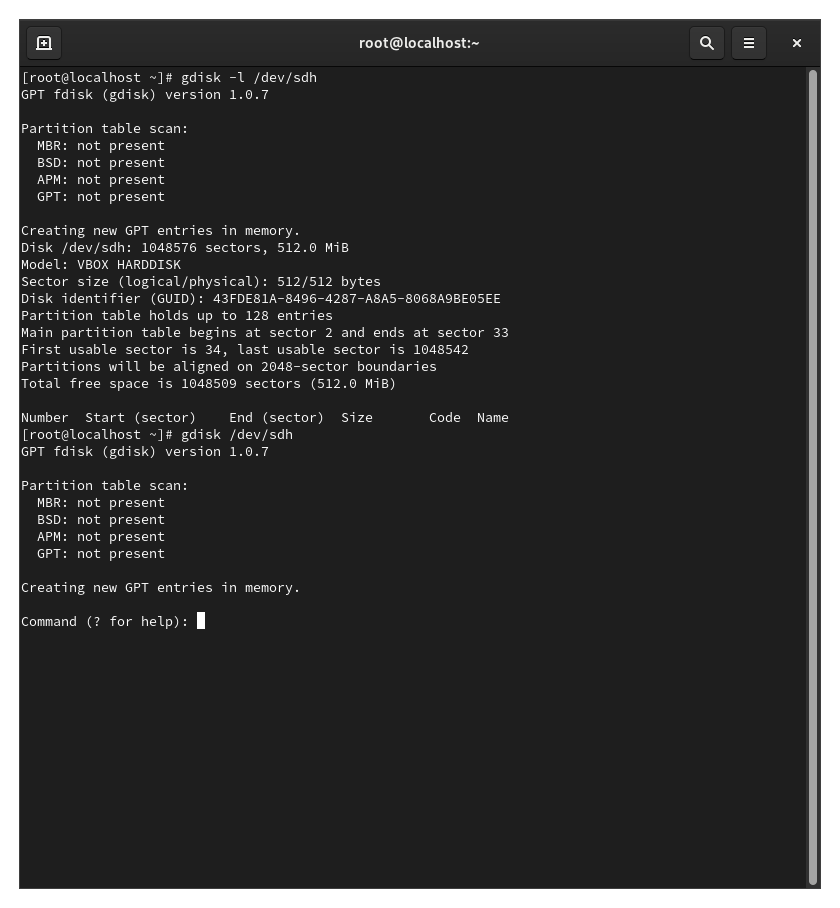 root@localhost:~
[root@localhost ~]# gdisk -l /dev/sdh
GPT fdisk (gdisk) version 1.0.7

Partition table scan:
  MBR: not present
  BSD: not present
  APM: not present
  GPT: not present

Creating new GPT entries in memory.
Disk /dev/sdh: 1048576 sectors, 512.0 MiB
Model: VBOX HARDDISK
Sector size (logical/physical): 512/512 bytes
Disk identifier (GUID): 43FDE81A-8496-4287-A8A5-8068A9BE05EE
Partition table holds up to 128 entries
Main partition table begins at sector 2 and ends at sector 33
First usable sector is 34, last usable sector is 1048542
Partitions will be aligned on 2048-sector boundaries
Total free space is 1048509 sectors (512.0 MiB)

Number  Start (sector)    End (sector)  Size       Code  Name
[root@localhost ~]# gdisk /dev/sdh
GPT fdisk (gdisk) version 1.0.7

Partition table scan:
  MBR: not present
  BSD: not present
  APM: not present
  GPT: not present

Creating new GPT entries in memory.

Command (? for help):